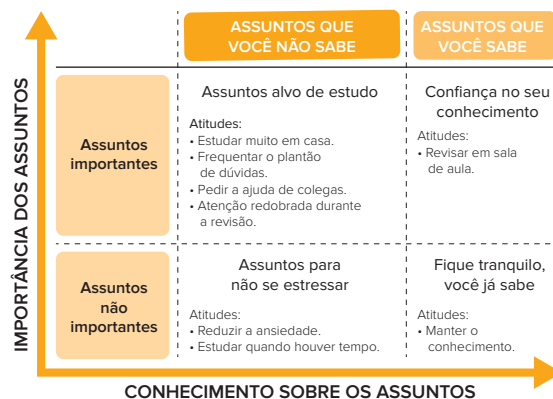 ASSUNTOS QUE
VOCÊ NÃO SABE
ASSUNTOS QUE
VOCÊ SABE
IMPORTÂNCIA DOS ASSUNTOS
Assuntos
importantes
Assuntos alvo de estudo
Atitudes:
• Estudar muito em casa.
• Frequentar o plantão
de dúvidas.
• Pedir a ajuda de colegas.
• Atenção redobrada durante
a revisão.
Confiança no seu
conhecimento
Atitudes:
• Revisar em sala
de aula.
Assuntos
não
importantes
Assuntos para
não se estressar
Atitudes:
• Reduzir a ansiedade.
• Estudar quando houver tempo.
Fique tranquilo,
você já sabe
Atitudes:
• Manter o
conhecimento.
CONHECIMENTO SOBRE OS ASSUNTOS